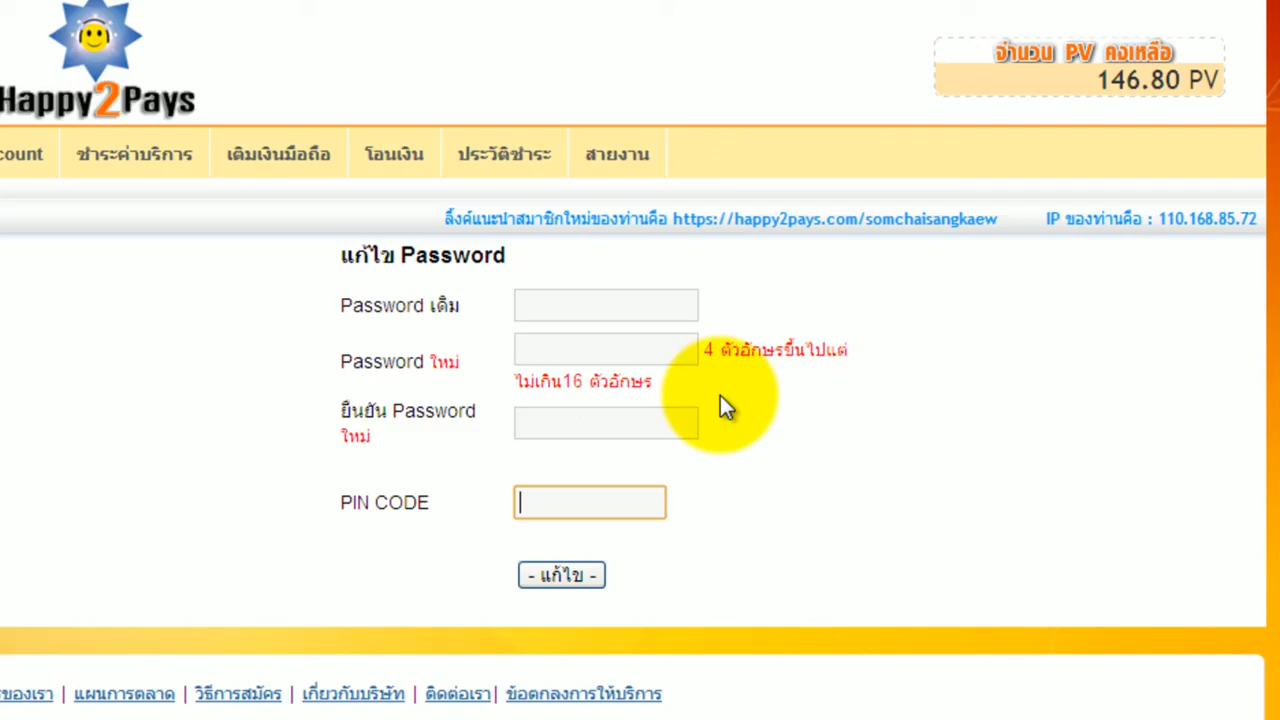 จำนวน PV คงเหลือ
146.80 PV
Happy2Pays
count ชำระค่าบริการ เติมเงินมือถือ โอนเงิน ประวัติชำระ สายงาน
ลิ้งค์แนะนำสมาชิกใหม่ของท่านคือ https://happy2pays.com/somchaisangkaew IP ของท่านคือ : 110.168.85.72
แก้ไข Password
Password เดิม
Password ใหม่ 4 ตัวอักษรขึ้นไปแต่
ไม่เกิน16 ตัวอักษร
ยืนยัน Password
ใหม่
PIN CODE
- แก้ไข -
รของเรา | แผนการตลาด | วิธีการสมัคร | เกี่ยวกับบริษัท | ติดต่อเรา | ข้อตกลงการให้บริการ